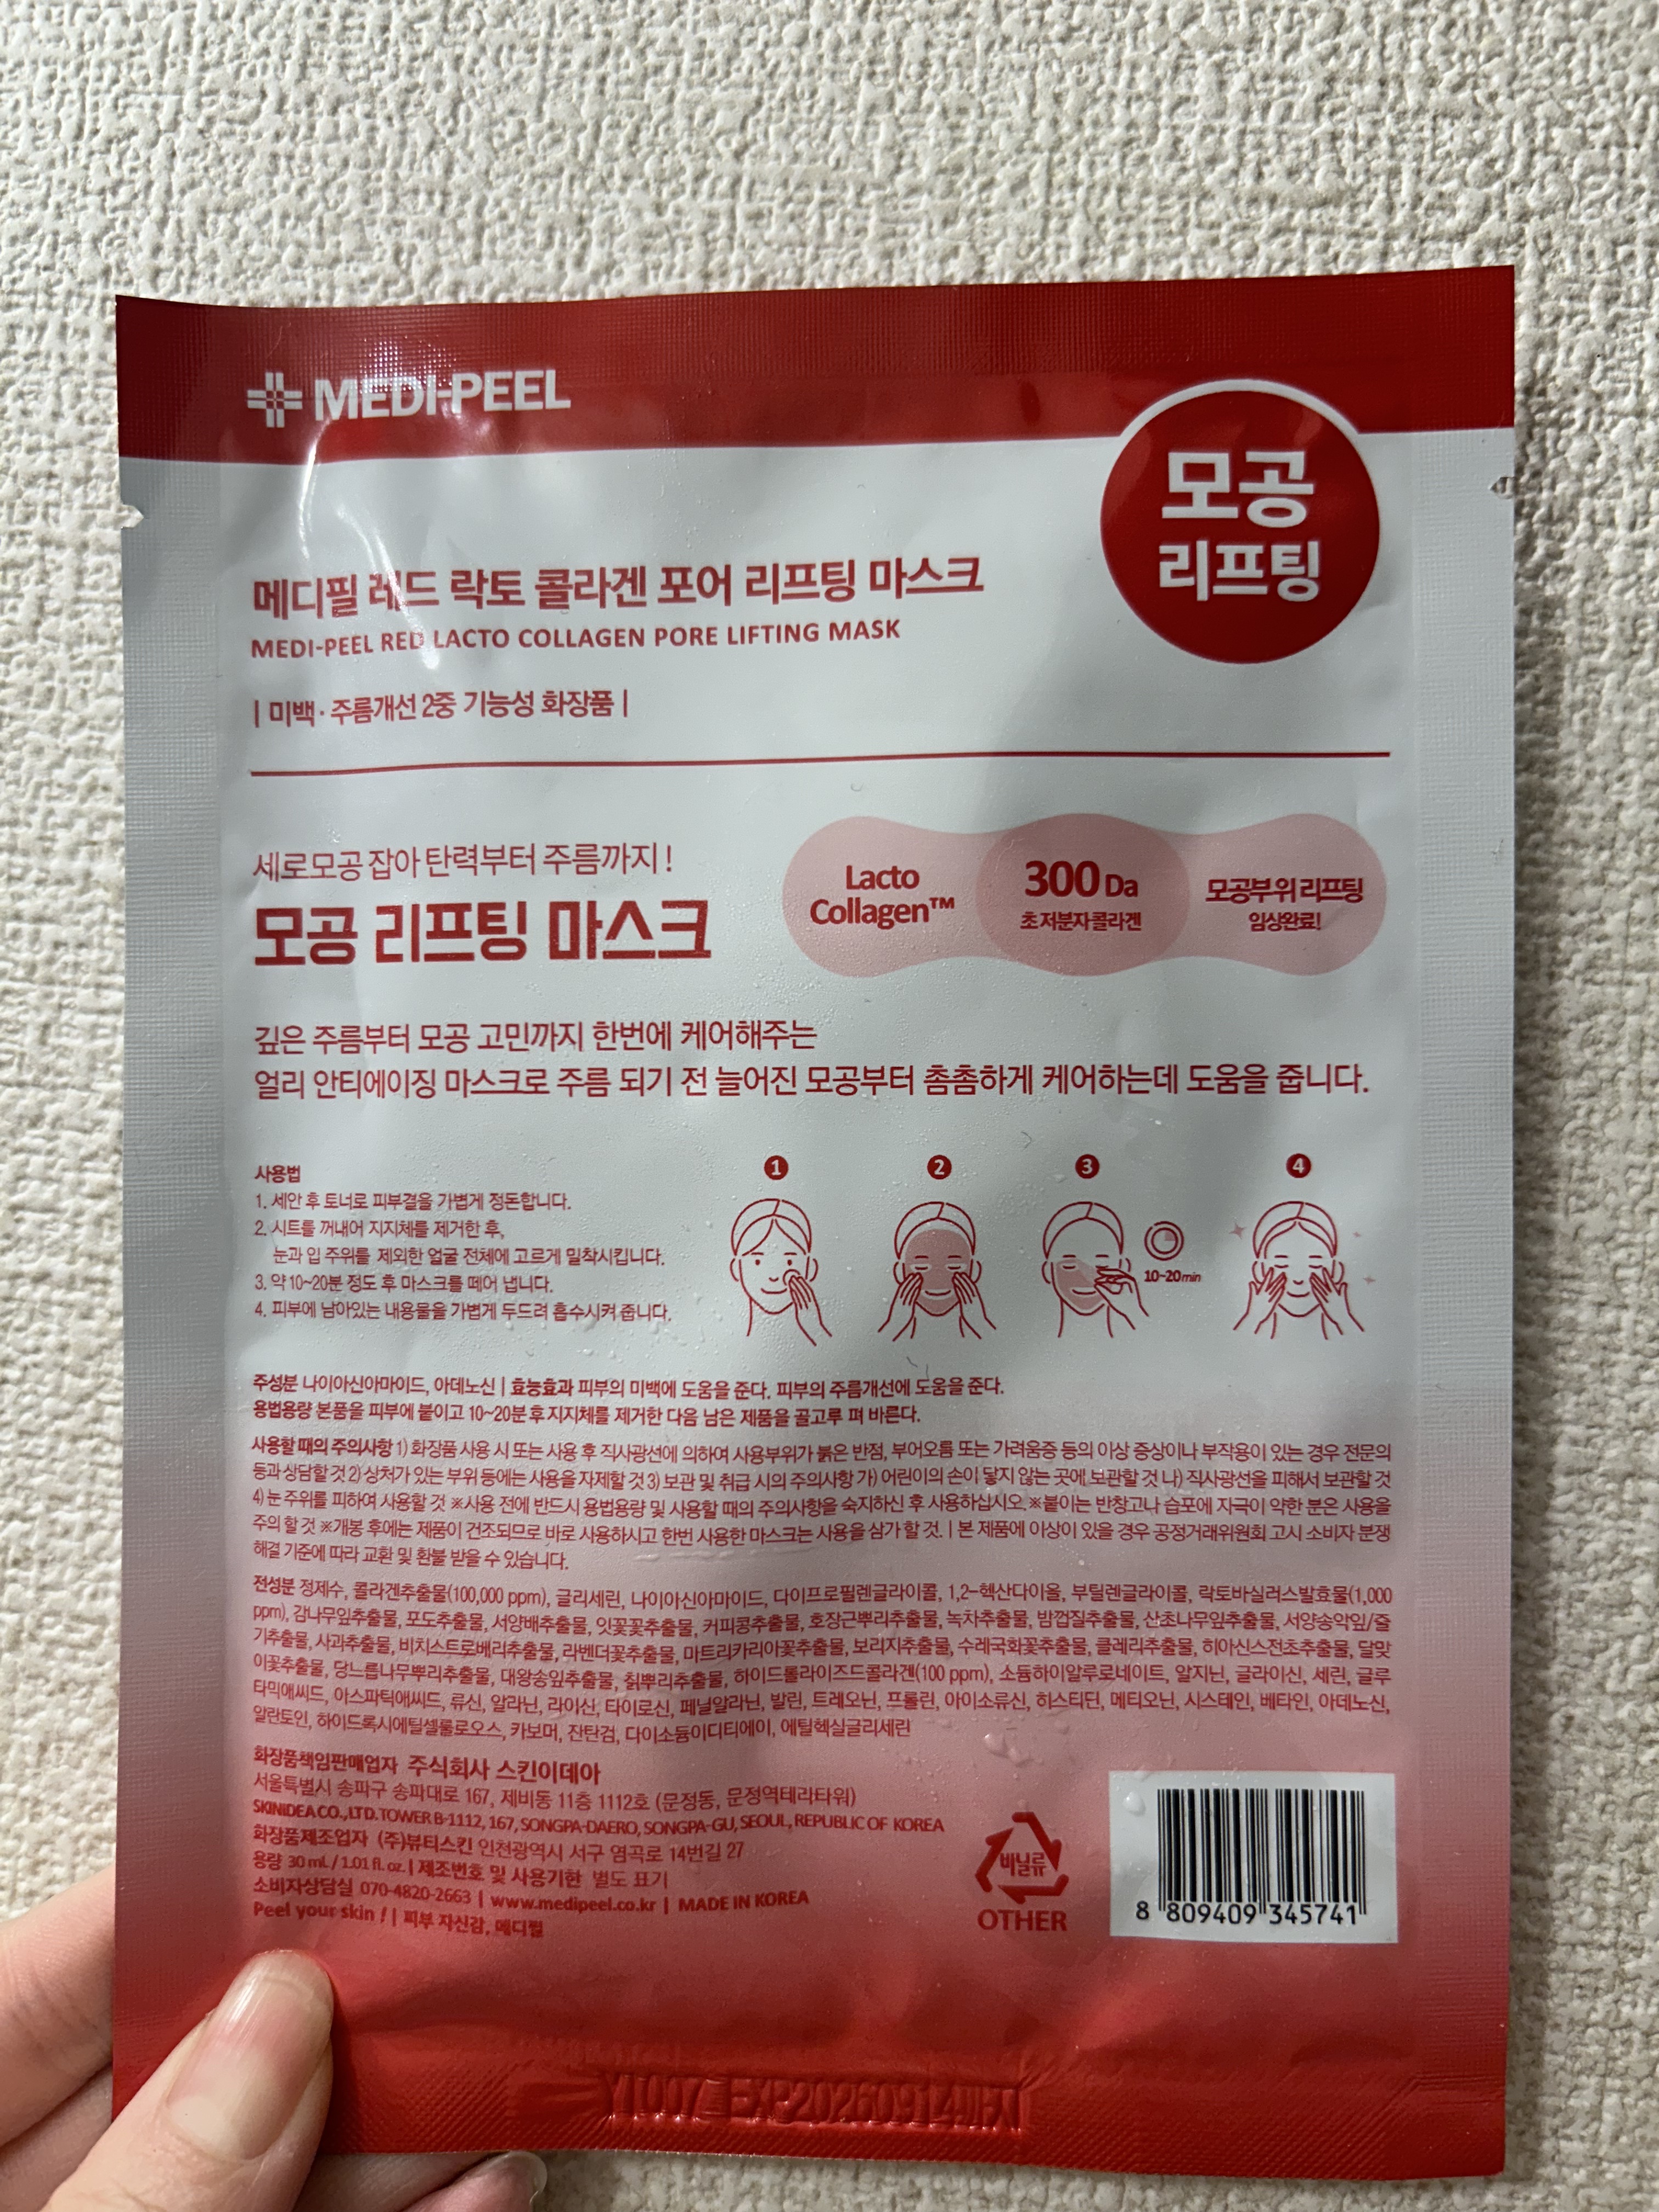 MEDI-PEEL
모공
리프팅
메디필 레드 락토 콜라겐 포어 리프팅 마스크
MEDI-PEEL RED LACTO COLLAGEN PORE LIFTING MASK
| 미백·주름개선 2중 기능성 화장품 |
세로모공 잡아 탄력부터 주름까지!
모공 리프팅 마스크
Lacto
Collagen™
300 Da
초저분자콜라겐
모공부위 리프팅
임상완료!
깊은 주름부터 모공 고민까지 한번에 케어해주는
얼리 안티에이징 마스크로 주름 되기 전 늘어진 모공부터 촘촘하게 케어하는데 도움을 줍니다.
사용법
1. 세안 후 토너로 피부결을 가볍게 정돈합니다.
2. 시트를 꺼내어 지지체를 제거한 후,
눈과 입 주위를 제외한 얼굴 전체에 고르게 밀착시킵니다.
3. 약 10~20분 정도 후 마스크를 떼어 냅니다.
4. 피부에 남아있는 내용물을 가볍게 두드려 흡수시켜 줍니다.
1
2
3
10~20min
4
주성분 나이아신아마이드, 아데노신 | 효능효과 피부의 미백에 도움을 준다. 피부의 주름개선에 도움을 준다.
용법용량 본품을 피부에 붙이고 10~20분 후 지지체를 제거한 다음 남은 제품을 골고루 펴 바른다.
사용할 때의 주의사항 1) 화장품 사용 시 또는 사용 후 직사광선에 의하여 사용부위가 붉은 반점, 부어오름 또는 가려움증 등의 이상 증상이나 부작용이 있는 경우 전문의
등과 상담할 것 2) 상처가 있는 부위 등에는 사용을 자제할 것 3) 보관 및 취급 시의 주의사항 가) 어린이의 손이 닿지 않는 곳에 보관할 것 나) 직사광선을 피해서 보관할 것
4) 눈 주위를 피하여 사용할 것 ※사용 전에 반드시 용법용량 및 사용할 때의 주의사항을 숙지하신 후 사용하십시오. ※붙이는 반창고나 습포에 자극이 약한 분은 사용을
주의 할 것 ※개봉 후에는 제품이 건조되므로 바로 사용하시고 한번 사용한 마스크는 사용을 삼가 할 것. | 본 제품에 이상이 있을 경우 공정거래위원회 고시 소비자 분쟁
해결 기준에 따라 교환 및 환불 받을 수 있습니다.
전성분 정제수, 콜라겐추출물(100,000 ppm), 글리세린, 나이아신아마이드, 다이프로필렌글라이콜, 1,2-헥산다이올, 부틸렌글라이콜, 락토바실러스발효물(1,000
ppm), 감나무잎추출물, 포도추출물, 서양배추출물, 잇꽃꽃추출물, 커피콩추출물, 호장근뿌리추출물, 녹차추출물, 밤껍질추출물, 산초나무잎추출물, 서양송악잎/줄
기추출물, 사과추출물, 비치스트로베리추출물, 라벤더꽃추출물, 마트리카리아꽃추출물, 보리지추출물, 수레국화꽃추출물, 클레리추출물, 히아신스전초추출물, 달맞
이꽃추출물, 당느릅나무뿌리추출물, 대왕송잎추출물, 칡뿌리추출물, 하이드롤라이즈드콜라겐(100 ppm), 소듐하이알루로네이트, 알지닌, 글라이신, 세린, 글루
타믹애씨드, 아스파틱애씨드, 류신, 알라닌, 라이신, 타이로신, 페닐알라닌, 발린, 트레오닌, 프롤린, 아이소류신, 히스티딘, 메티오닌, 시스테인, 베타인, 아데노신,
알란토인, 하이드록시에틸셀룰로오스, 카보머, 잔탄검, 다이소듐이디티에이, 에틸헥실글리세린
화장품책임판매업자 주식회사 스킨이데아
서울특별시 송파구 송파대로 167, 제비동 11층 1112호 (문정동, 문정역테라타워)
SKINIDEA CO., LTD. TOWER B-1112, 167, SONGPA-DAERO, SONGPA-GU, SEOUL, REPUBLIC OF KOREA
화장품제조업자 (주)뷰티스킨 인천광역시 서구 염곡로 14번길 27
용량 30 mL / 1.01 fl. oz. | 제조번호 및 사용기한 별도 표기
소비자상담실 070-4820-2663 | www.medipeel.co.kr | MADE IN KOREA
Peel your skin ! | 피부 자신감, 메디필
바닐류
OTHER
8 809409 345741
YI007 EXP20260914까지